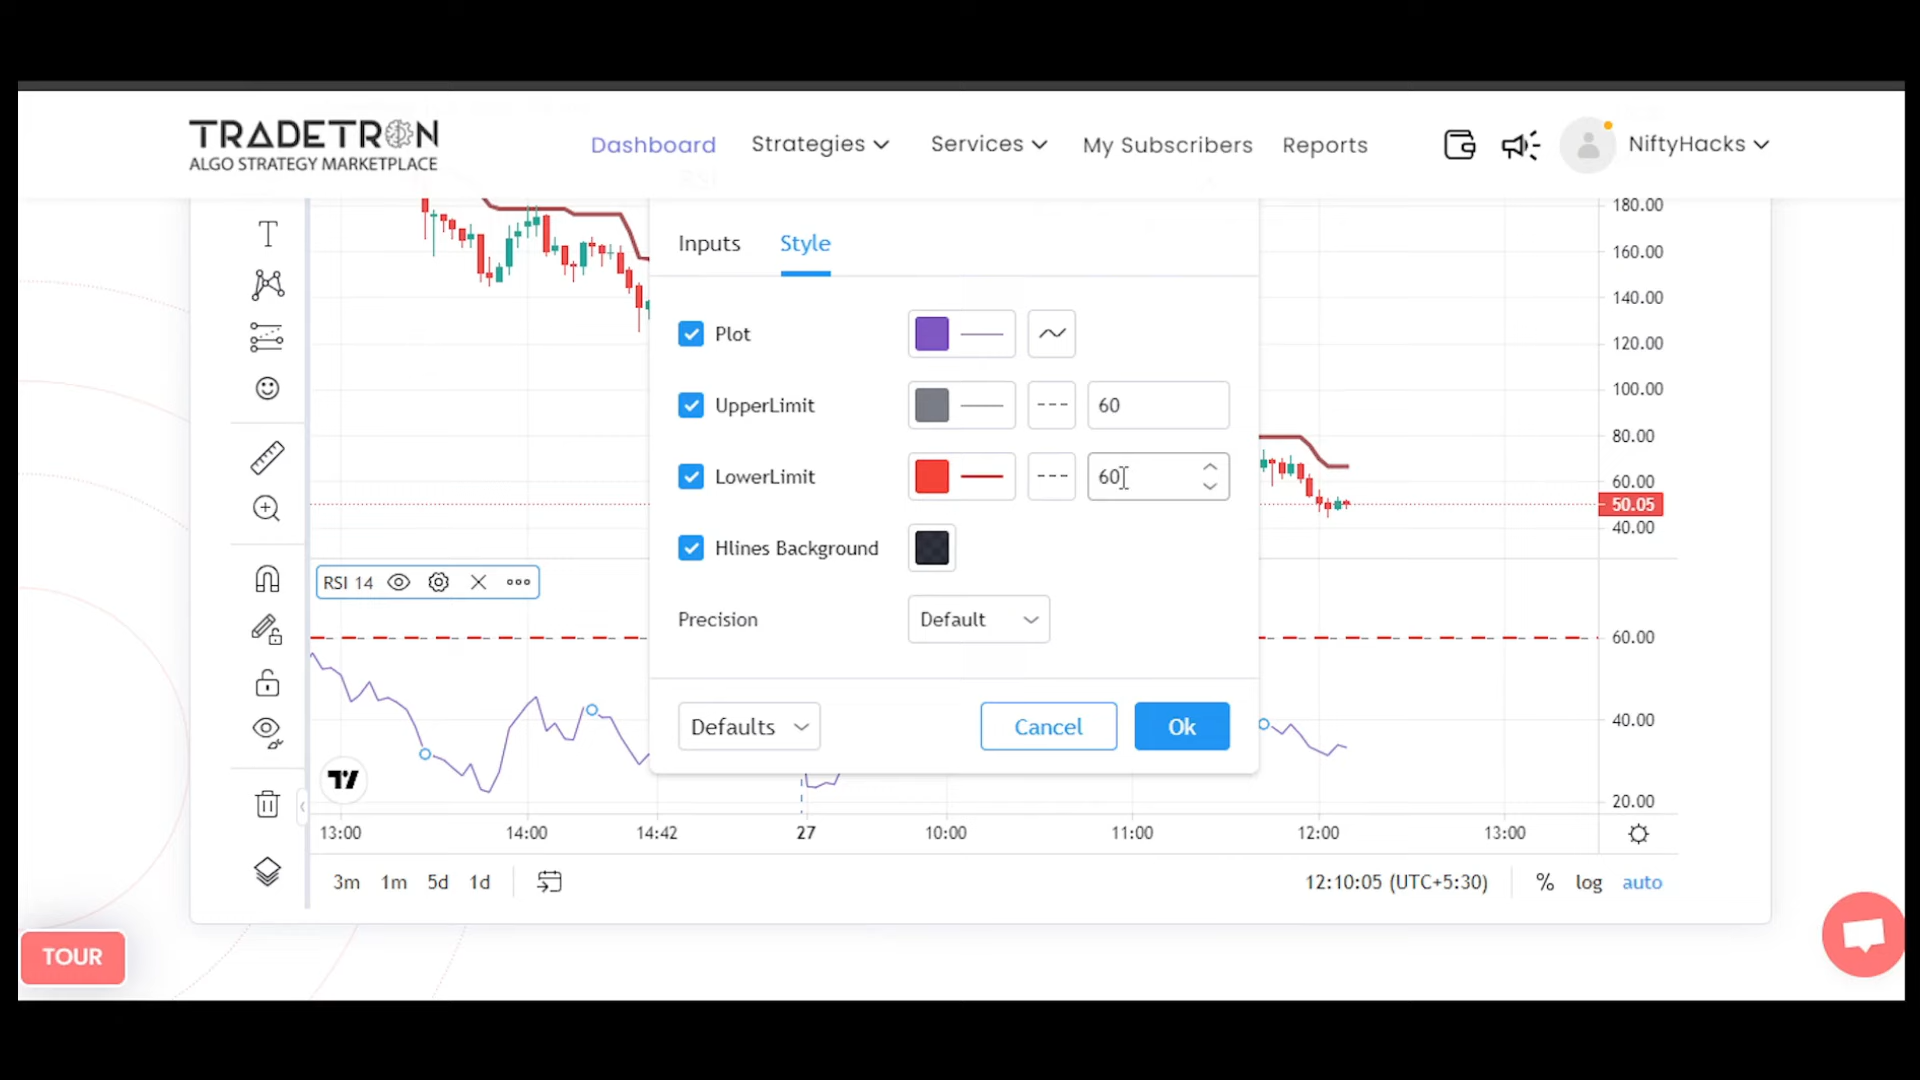 TRADETRON
ALGO STRATEGY MARKETPLACE
Dashboard
Strategies
Services
My Subscribers
Reports
NiftyHacks
Inputs
Style
Plot
UpperLimit
60
LowerLimit
60
Hlines Background
Precision
Default
Defaults
Cancel
Ok
T
RSI 14
180.00
160.00
140.00
120.00
100.00
80.00
60.00
50.05
40.00
60.00
40.00
20.00
13:00
14:00
14:42
27
10:00
11:00
12:00
13:00
3m
1m
5d
1d
12:10:05 (UTC+5:30)
%
log
auto
TOUR